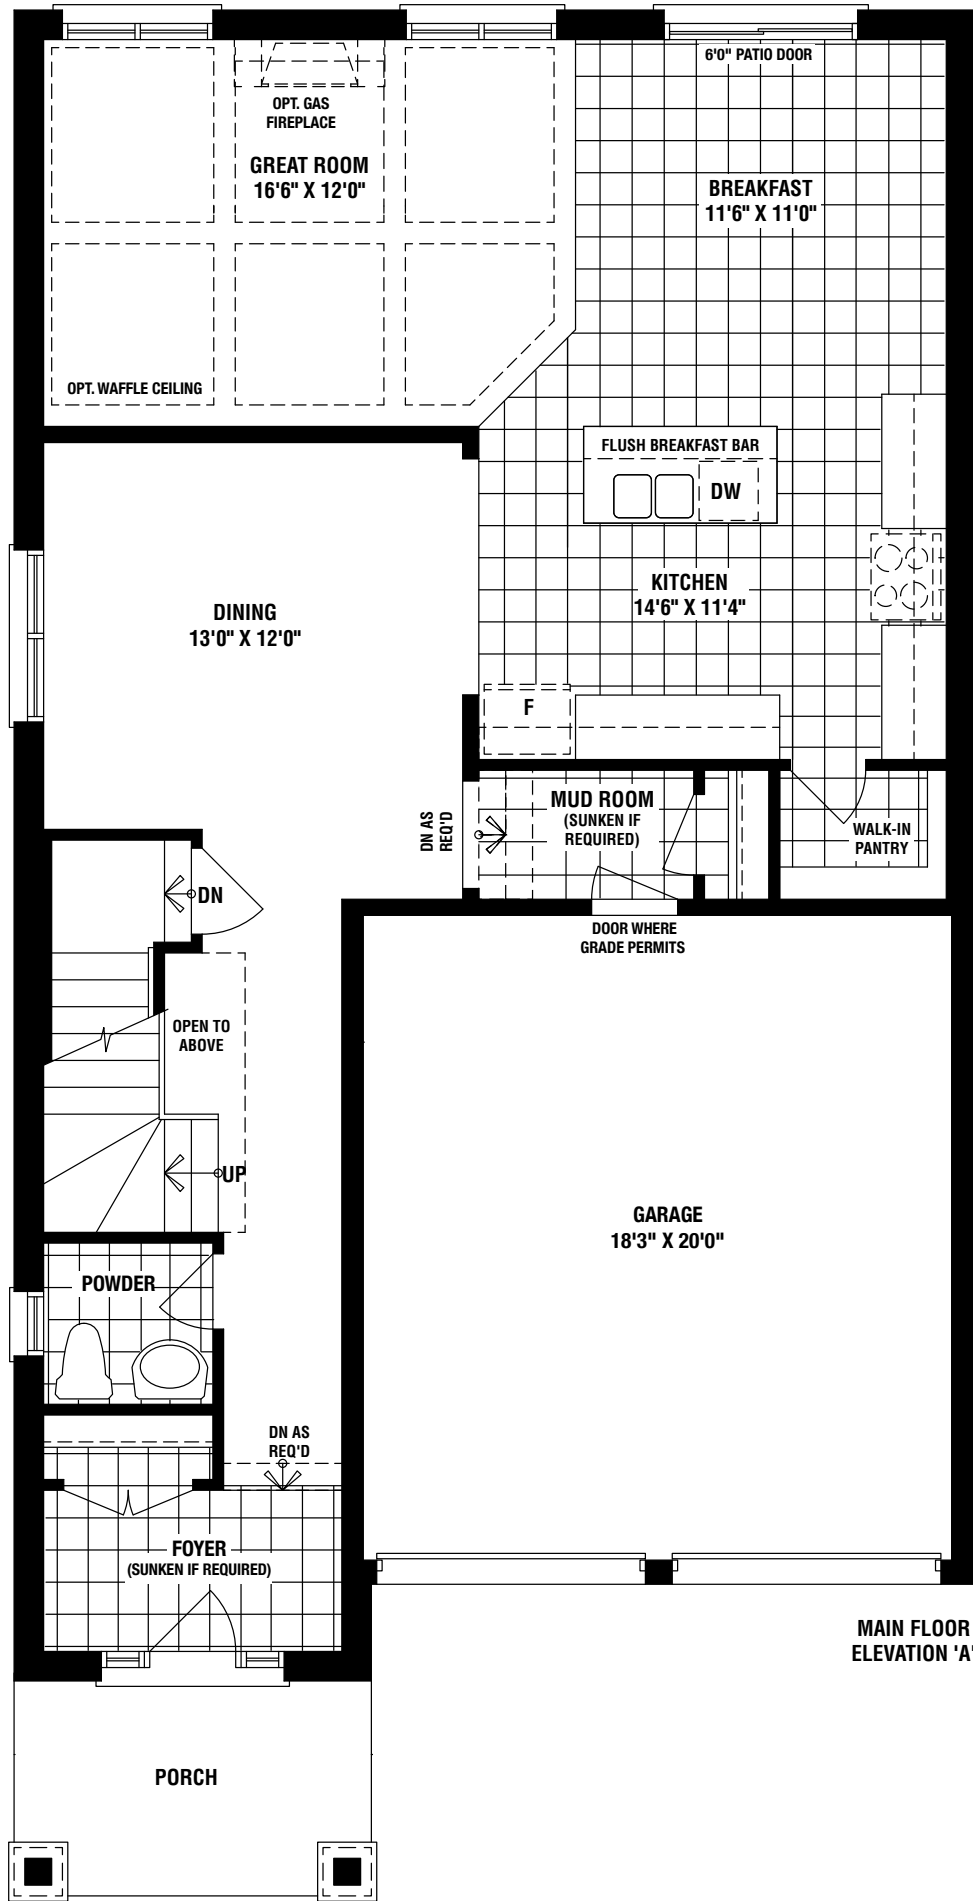 6'0" PATIO DOOR
OPT. GAS
FIREPLACE
GREAT ROOM
16'6" X 12'0"
BREAKFAST
11'6" X 11'0"
OPT. WAFFLE CEILING
FLUSH BREAKFAST BAR
DW
KITCHEN
14'6" X 11'4"
DINING
13'0" X 12'0"
F
MUD ROOM
(SUNKEN IF
REQUIRED)
DN AS
REQ'D
WALK-IN
PANTRY
DN
DOOR WHERE
GRADE PERMITS
OPEN TO
ABOVE
UP
GARAGE
18'3" X 20'0"
POWDER
DN AS
REQ'D
FOYER
(SUNKEN IF REQUIRED)
MAIN FLOOR
ELEVATION 'A'
PORCH